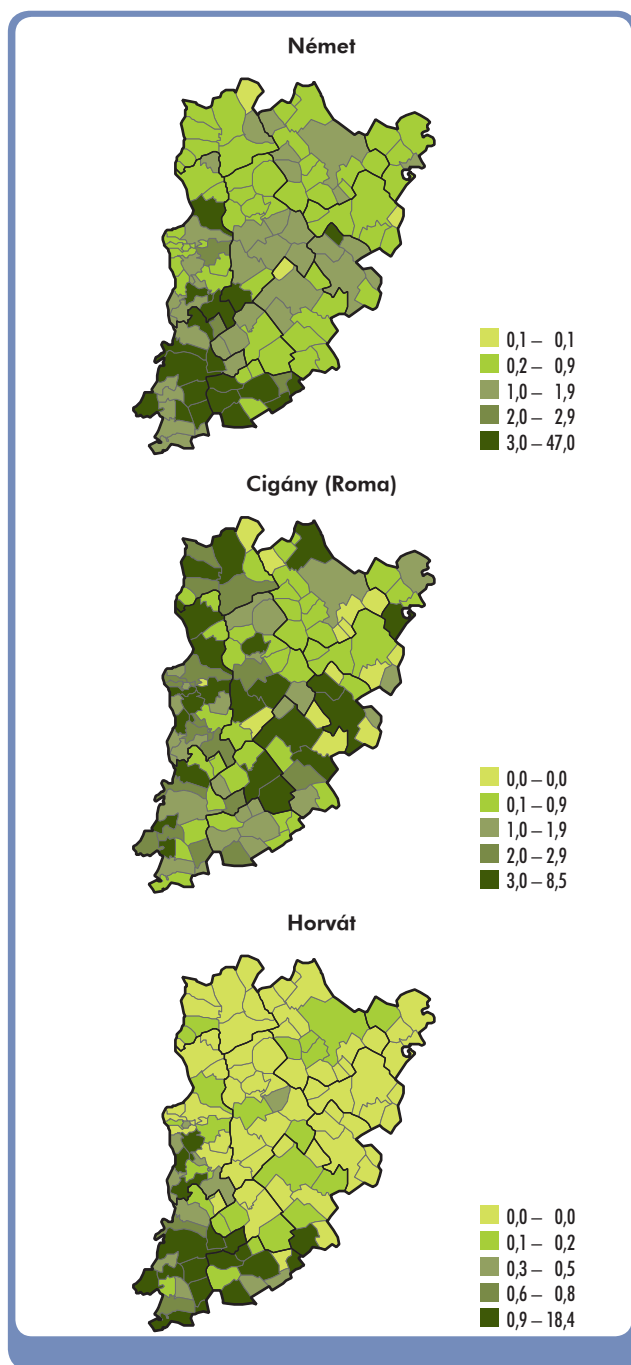 Német
0,1 – 0,1
0,2 – 0,9
1,0 – 1,9
2,0 – 2,9
3,0 – 47,0
Cigány (Roma)
0,0 – 0,0
0,1 – 0,9
1,0 – 1,9
2,0 – 2,9
3,0 – 8,5
Horvát
0,0 – 0,0
0,1 – 0,2
0,3 – 0,5
0,6 – 0,8
0,9 – 18,4